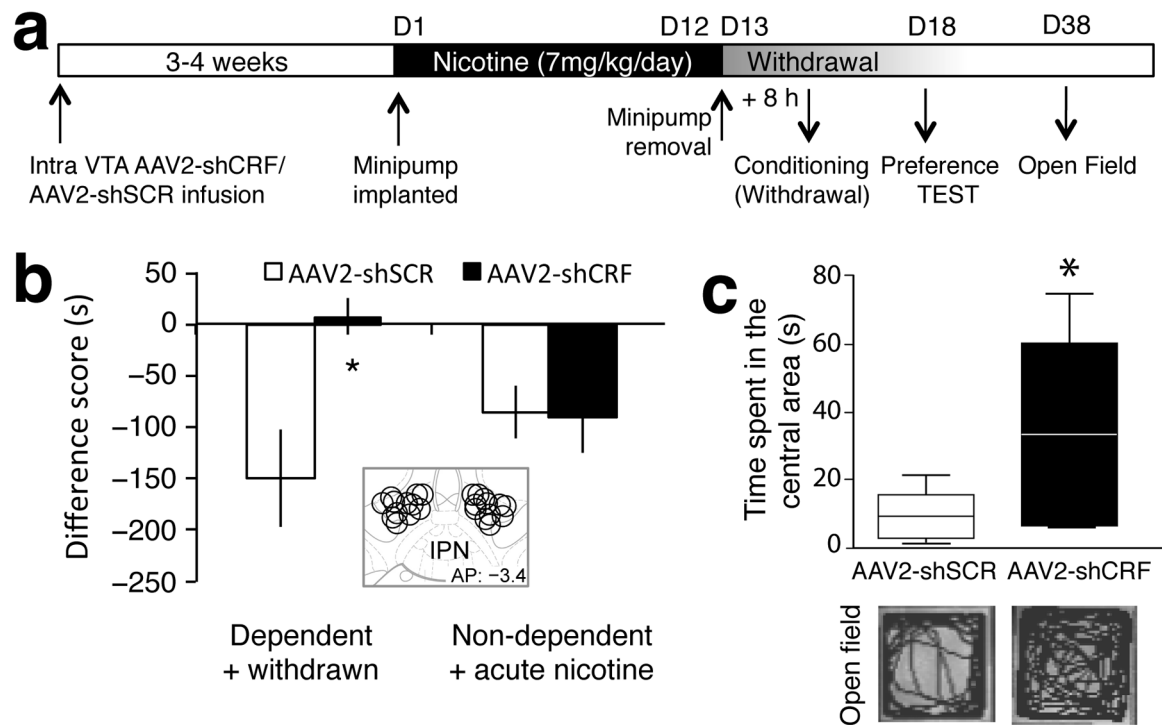 a
D1
D12 D13
D18
D38
3-4 weeks
Nicotine (7mg/kg/day)
Withdrawal
+ 8 h
Intra VTA AAV2-shCRF/
AAV2-shSCR infusion
Minipump
implanted
Minipump
removal
Conditioning
(Withdrawal)
Preference
TEST
Open Field
b
AAV2-shSCR
AAV2-shCRF
Difference score (s)
50
0
−50
−100
−150
−200
−250
*
IPN
AP: −3.4
Dependent
+ withdrawn
Non-dependent
+ acute nicotine
c
Time spent in the
central area (s)
80
60
40
20
0
*
AAV2-shSCR
AAV2-shCRF
Open field